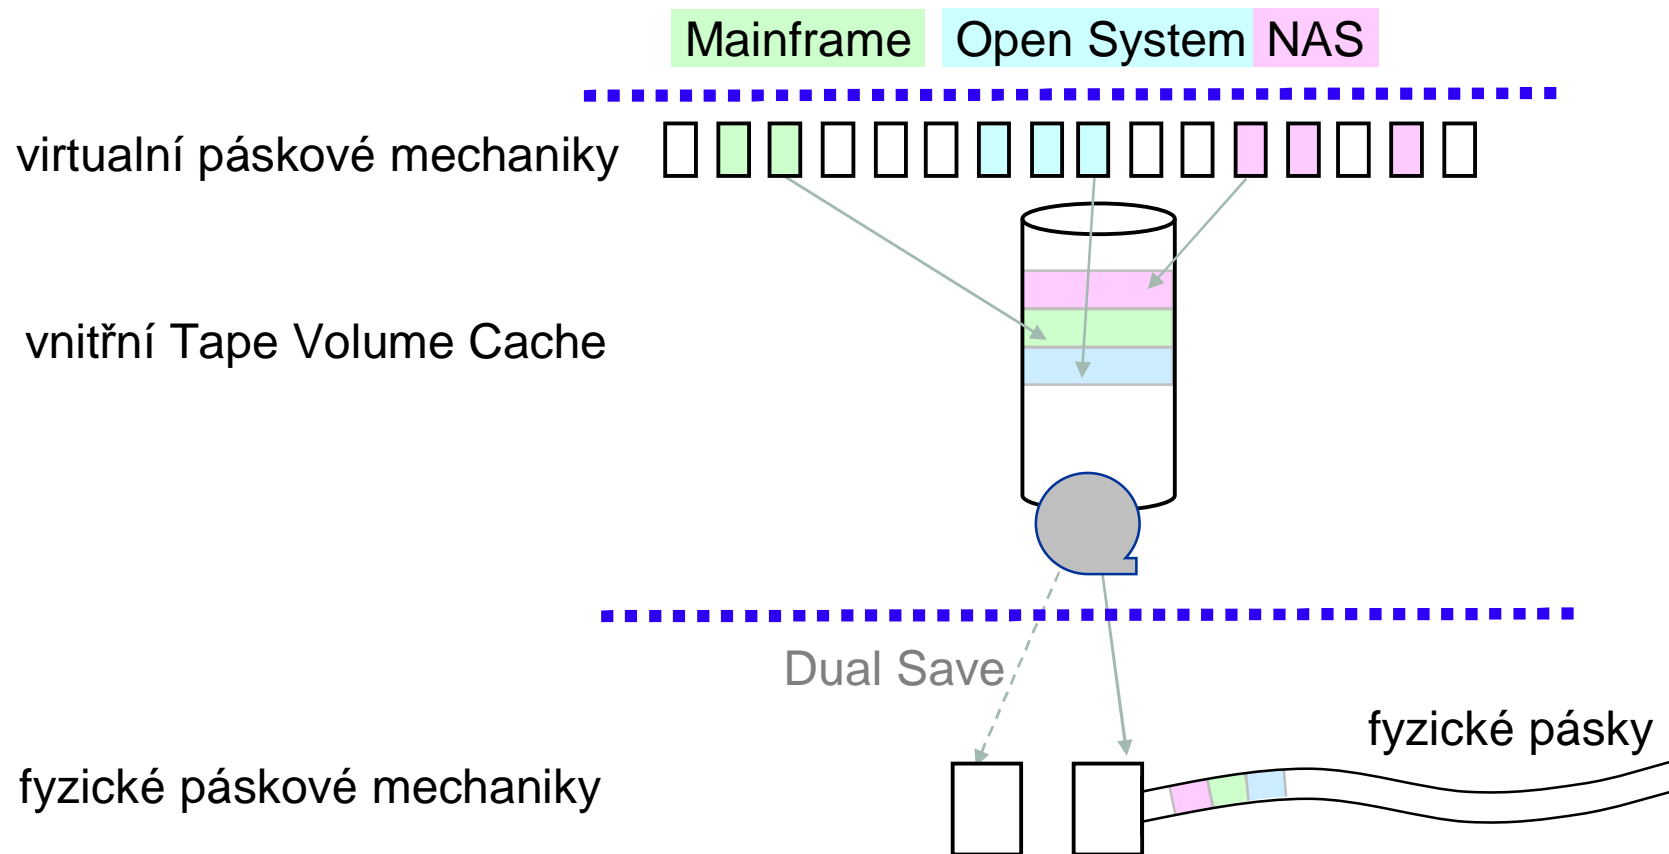 Mainframe Open System NAS
virtualní páskové mechaniky
vnitřní Tape Volume Cache
Dual Save
fyzické pásky
fyzické páskové mechaniky